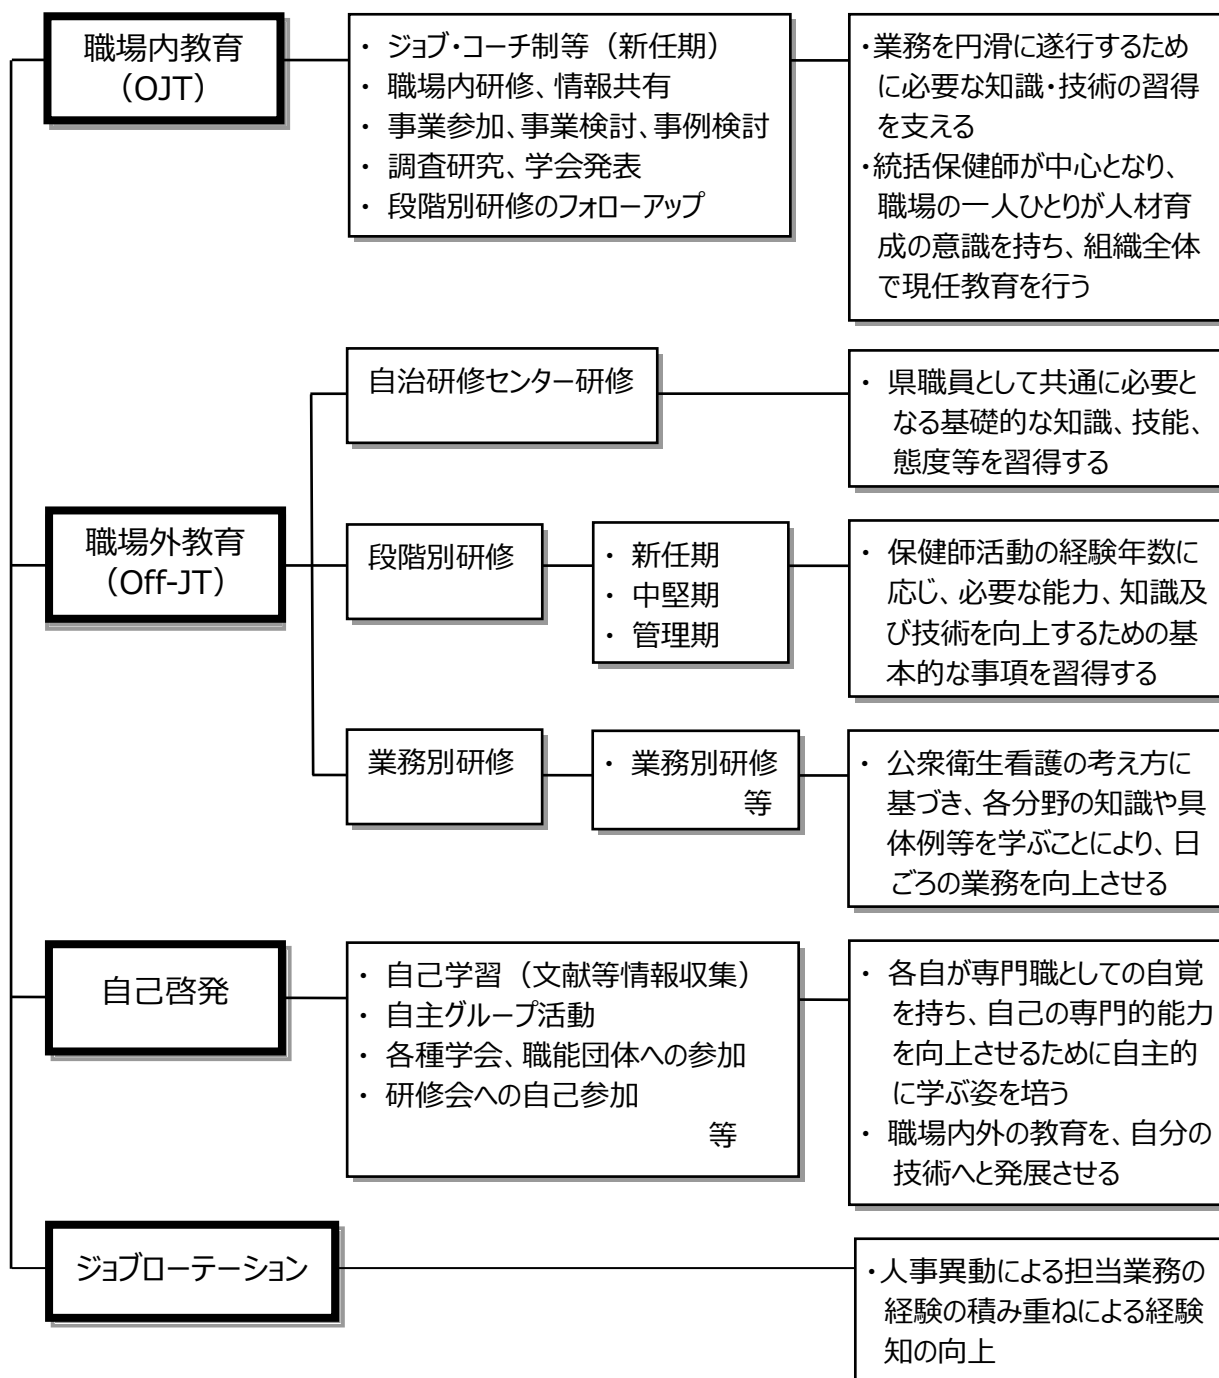 職場内教育
（OJT）
・ ジョブ・コーチ制等（新任期）
・ 職場内研修、情報共有
・ 事業参加、事業検討、事例検討
・ 調査研究、学会発表
・ 段階別研修のフォローアップ
・業務を円滑に遂行するため
に必要な知識・技術の習得
を支える
・統括保健師が中心となり、
職場の一人ひとりが人材育
成の意識を持ち、組織全体
で現任教育を行う
職場外教育
（Off-JT）
自治研修センター研修
・ 県職員として共通に必要と
なる基礎的な知識、技能、
態度等を習得する
段階別研修
・ 新任期
・ 中堅期
・ 管理期
・ 保健師活動の経験年数に
応じ、必要な能力、知識及
び技術を向上するための基
本的な事項を習得する
業務別研修
・ 業務別研修
等
・ 公衆衛生看護の考え方に
基づき、各分野の知識や具
体例等を学ぶことにより、日
ごろの業務を向上させる
自己啓発
・ 自己学習（文献等情報収集）
・ 自主グループ活動
・ 各種学会、職能団体への参加
・ 研修会への自己参加
等
・ 各自が専門職としての自覚
を持ち、自己の専門的能力
を向上させるために自主的
に学ぶ姿を培う
・ 職場内外の教育を、自分の
技術へと発展させる
ジョブローテーション
・人事異動による担当業務の
経験の積み重ねによる経験
知の向上